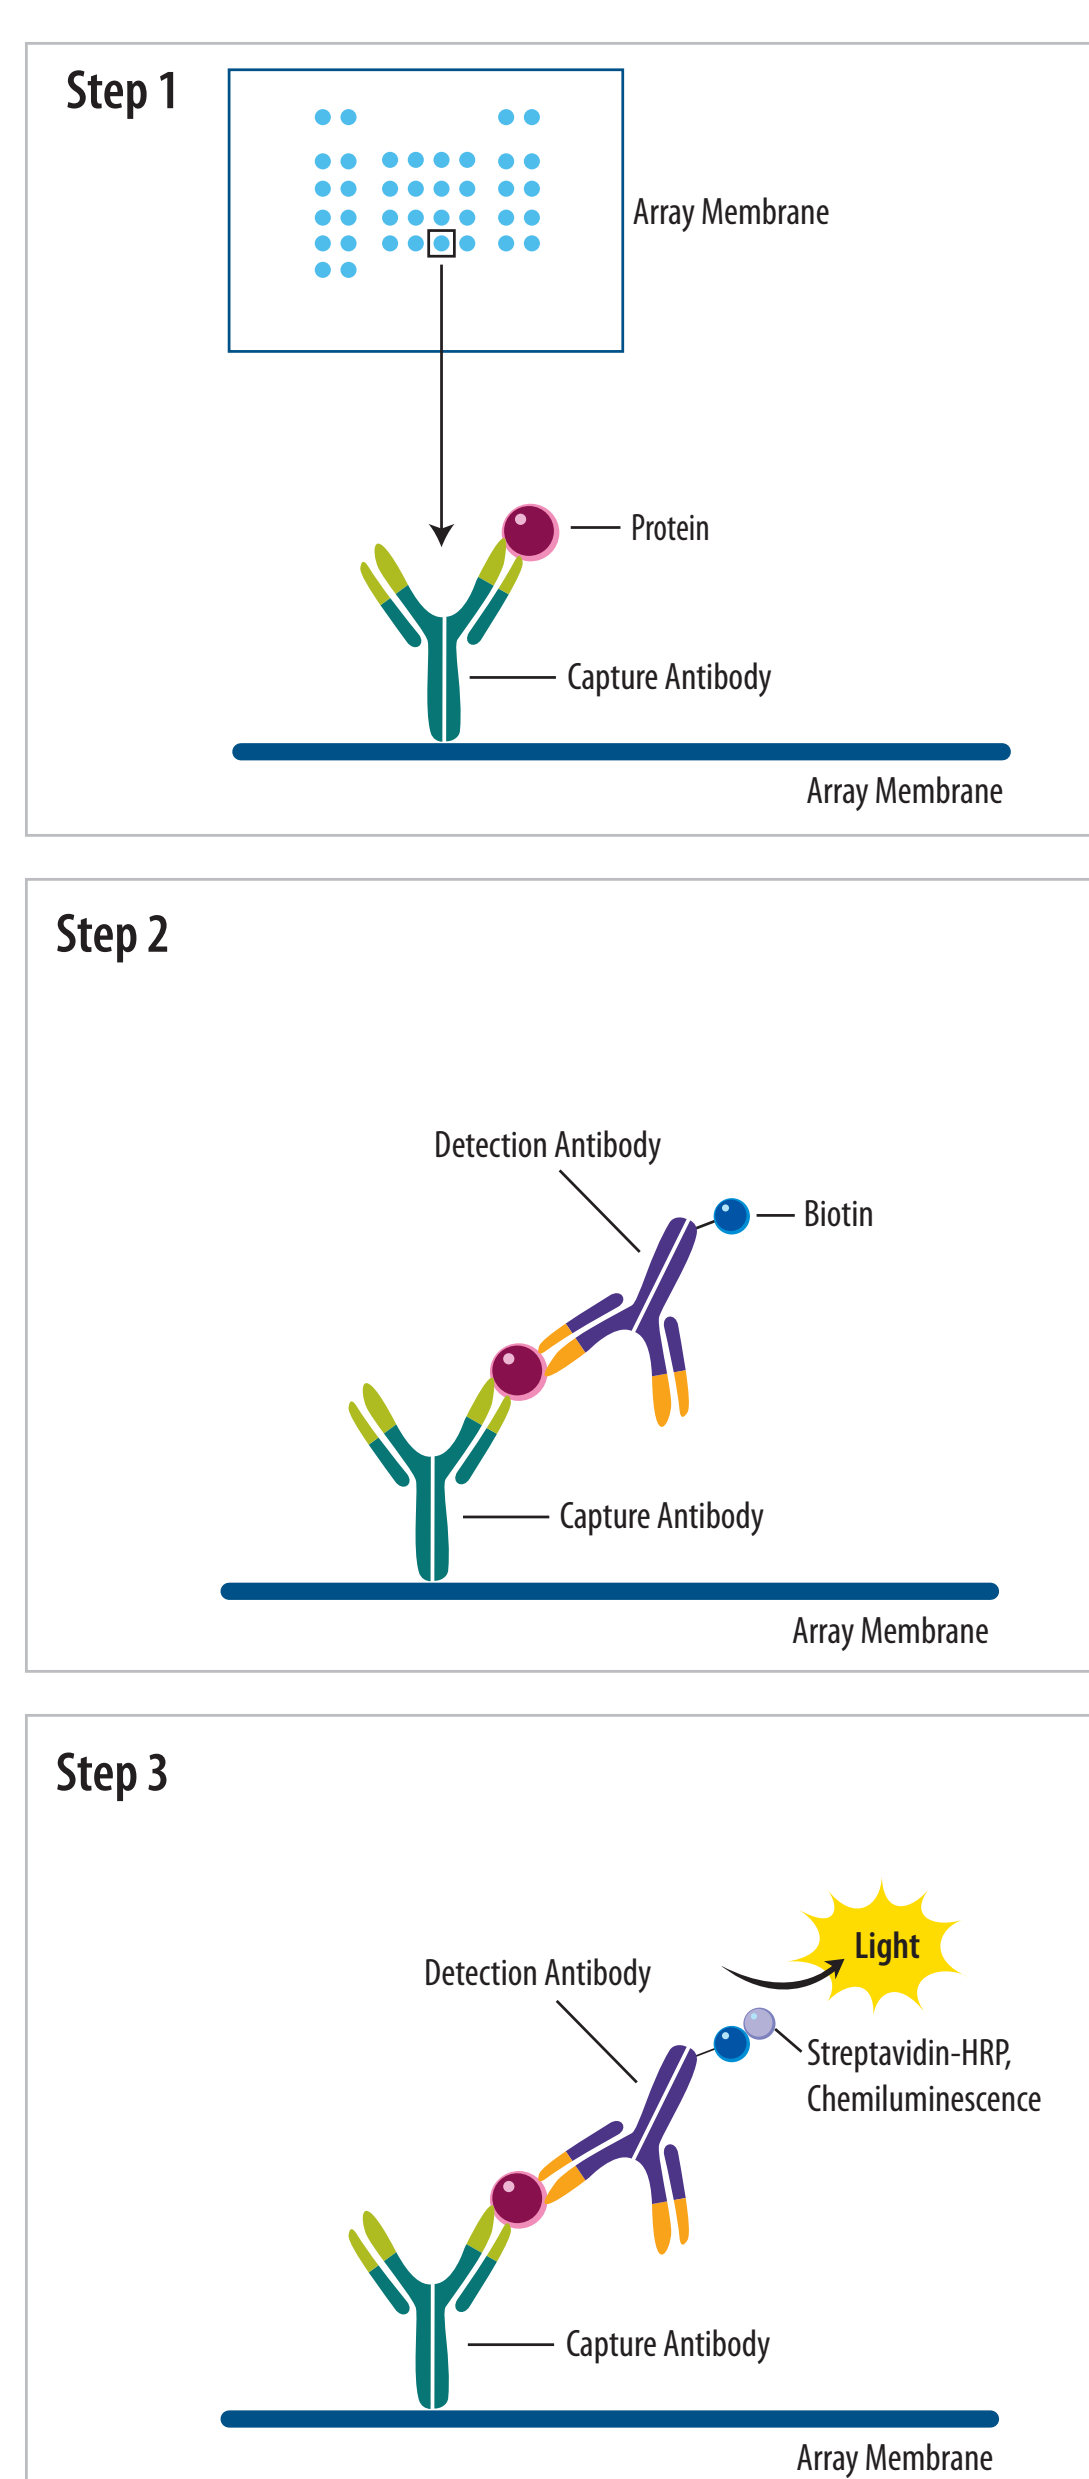 Step 1
Array Membrane
Protein
Capture Antibody
Array Membrane
Step 2
Detection Antibody
Biotin
Capture Antibody
Array Membrane
Step 3
Light
Detection Antibody
Streptavidin-HRP,
Chemiluminescence
Capture Antibody
Array Membrane